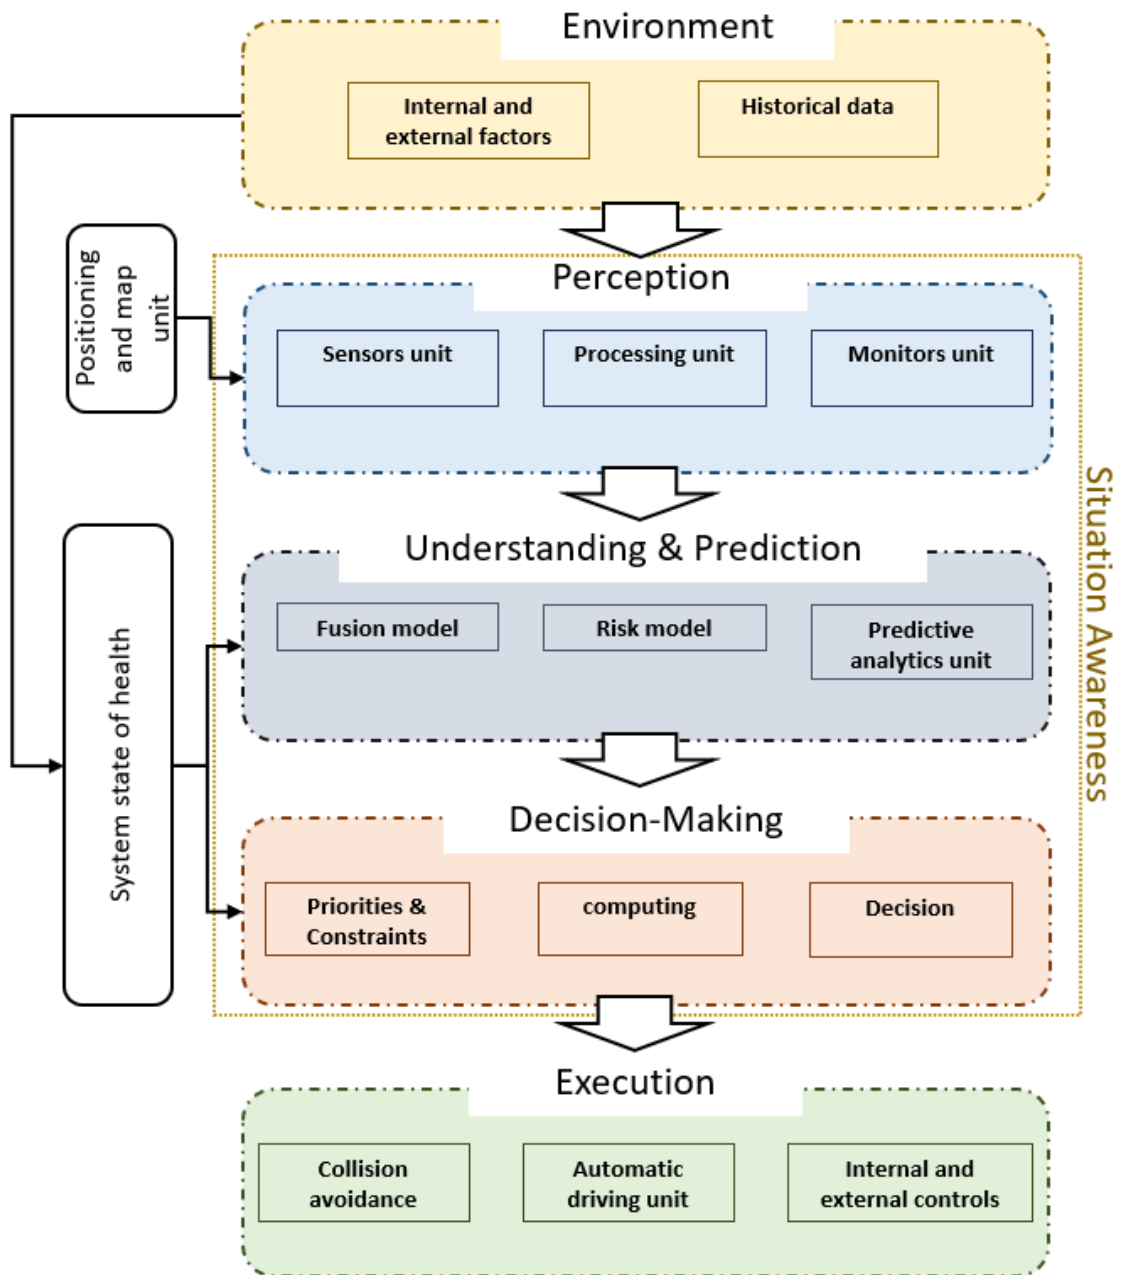 Environment
Internal and
external factors
Historical data
Positioning
and map
unit
Perception
Sensors unit
Processing unit
Monitors unit
Situation Awareness
Understanding & Prediction
Fusion model
Risk model
Predictive
analytics unit
System state of health
Decision-Making
Priorities &
Constraints
computing
Decision
Execution
Collision
avoidance
Automatic
driving unit
Internal and
external controls